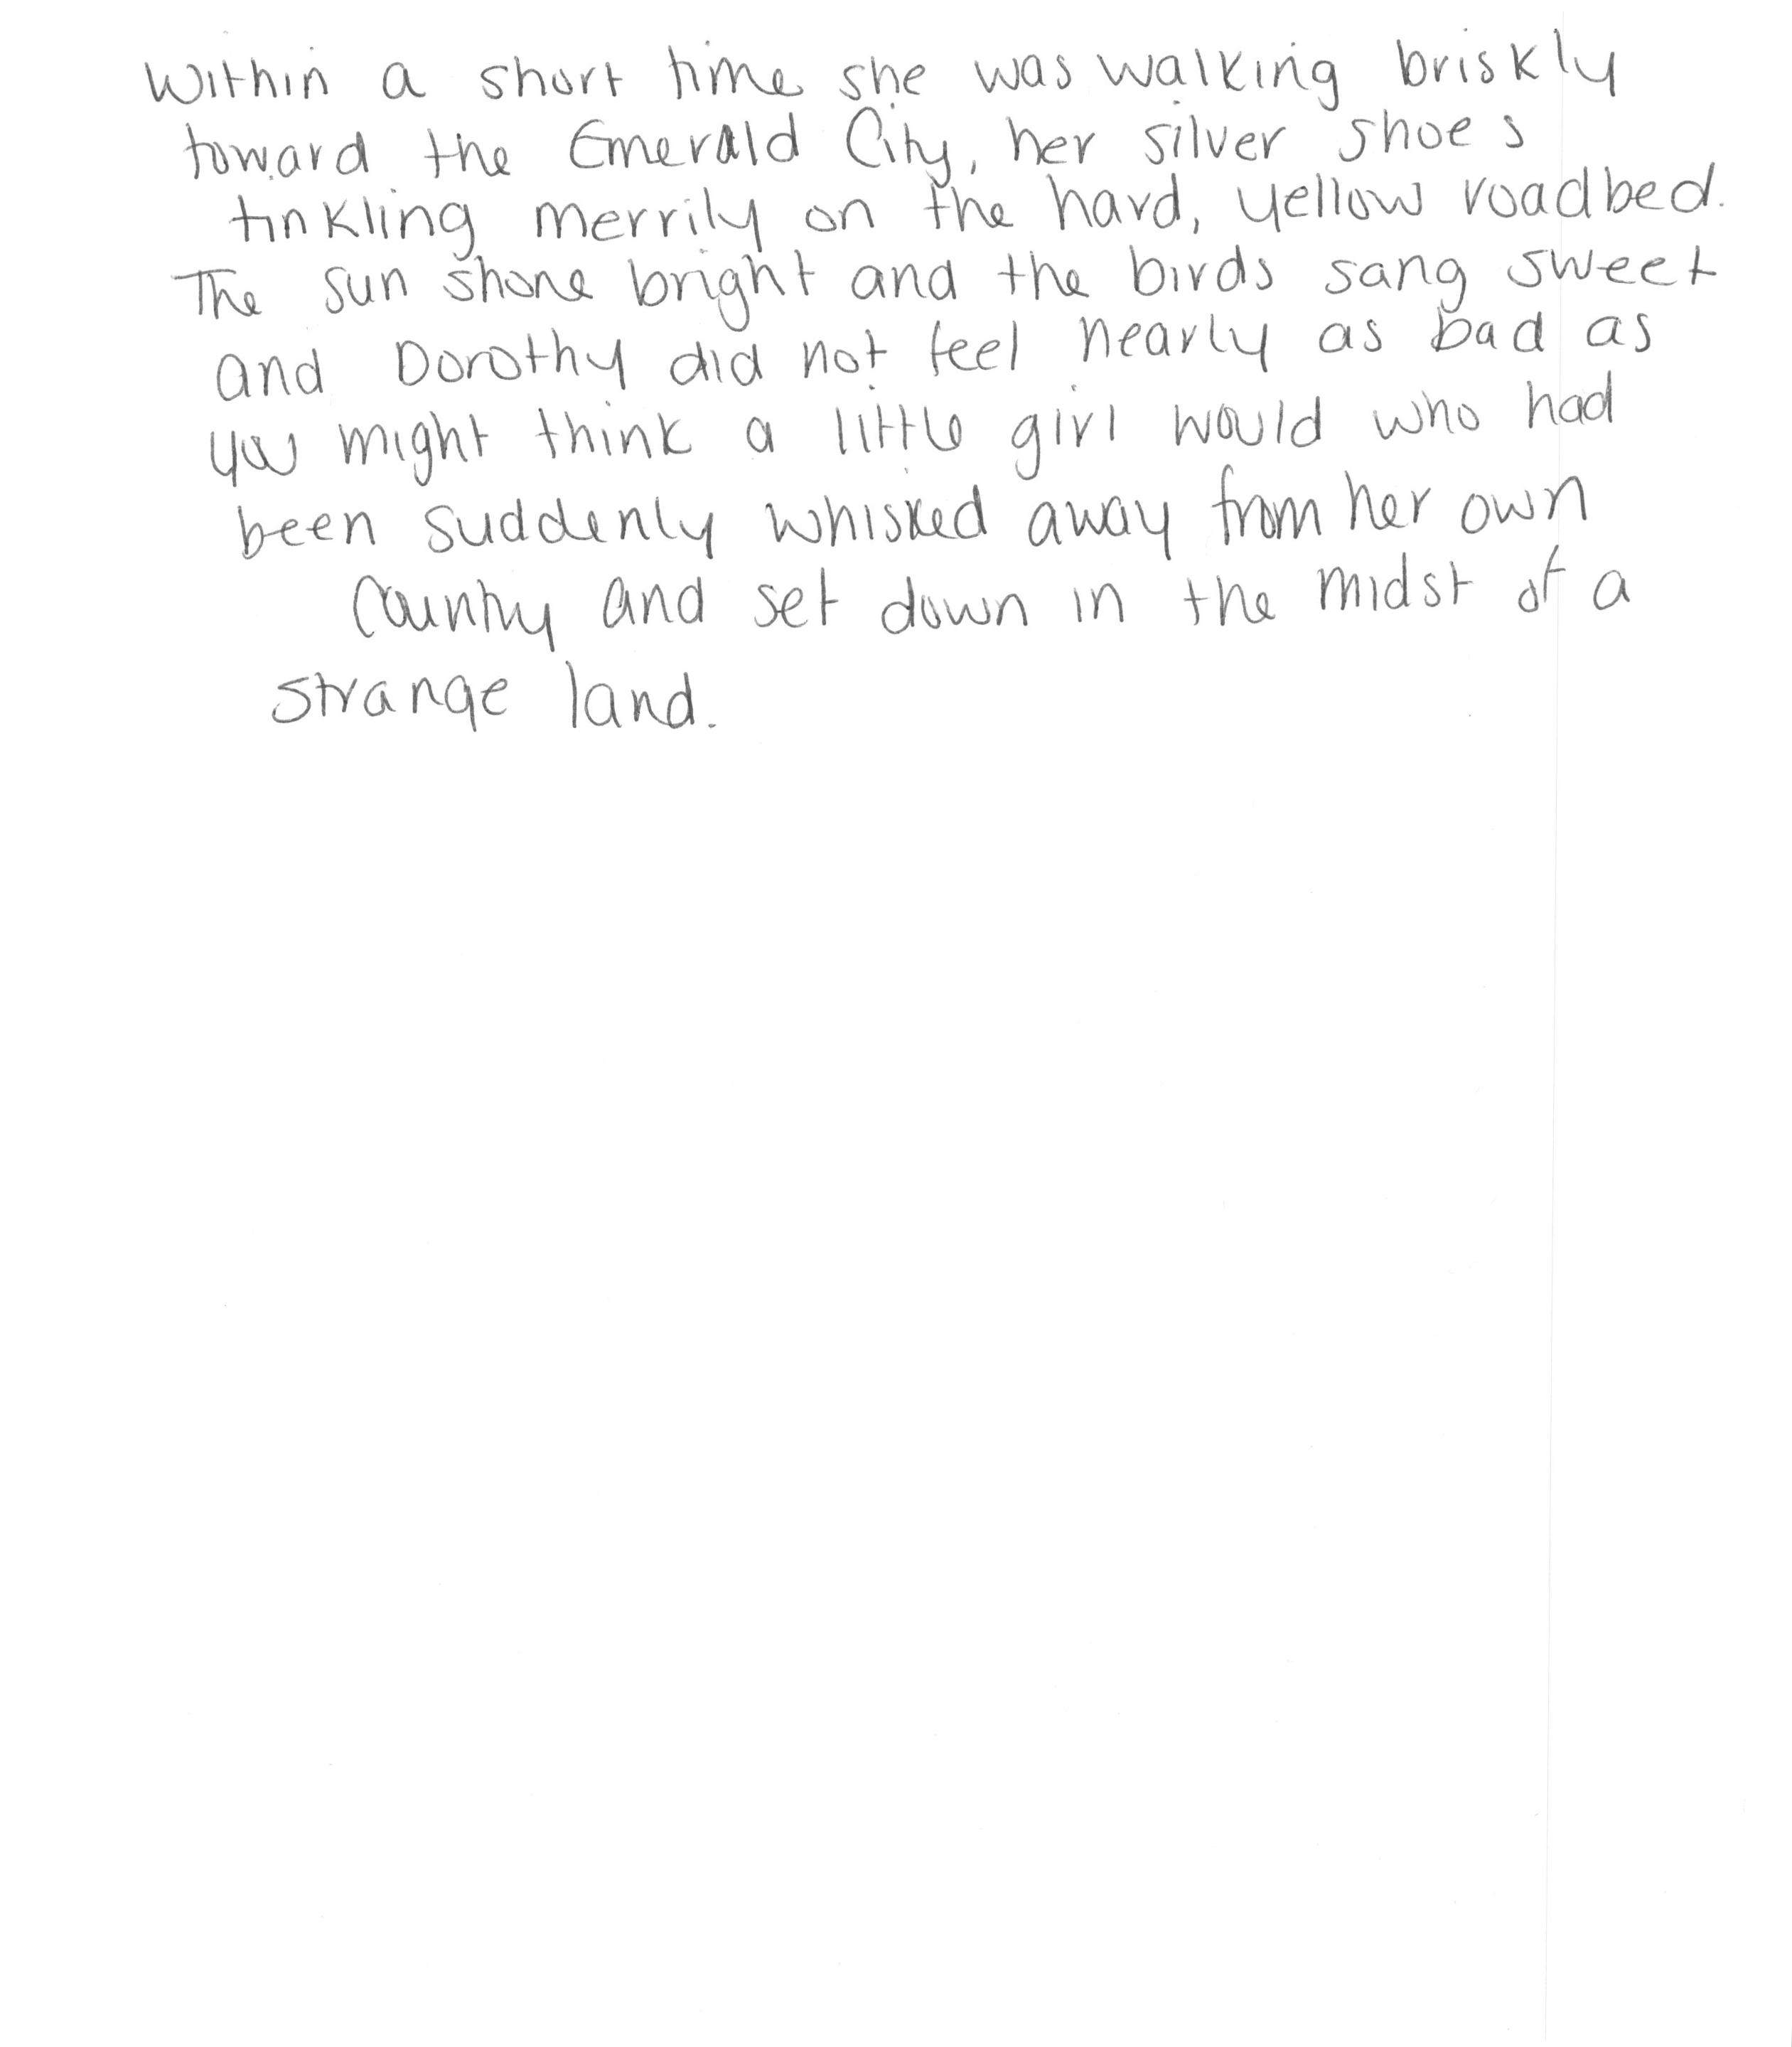 Within a short time she was walking briskly
toward the Emerald City, her silver shoes
tinkling merrily on the hard, yellow roadbed.
The sun shone bright and the birds sang sweet
and Dorothy did not feel nearly as bad as
you might think a little girl would who had
been suddenly whisked away from her own
country and set down in the midst of a
strange land.